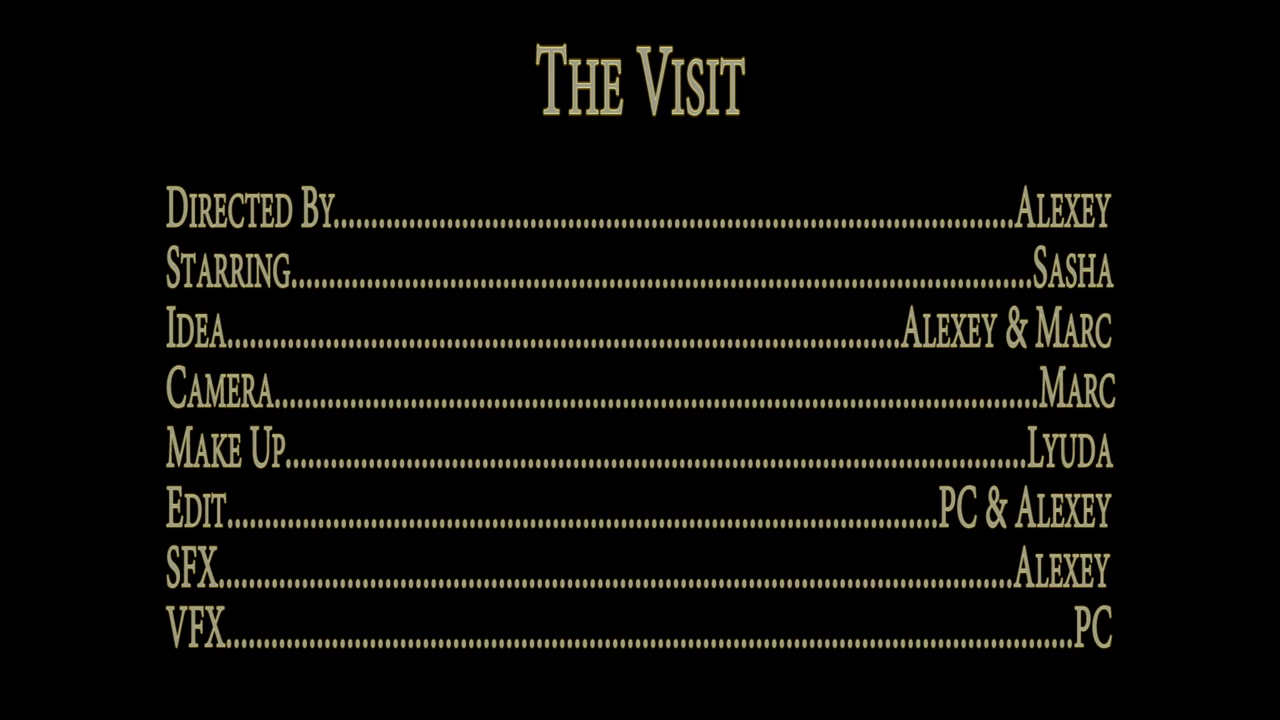 The Visit
Directed By..........................................................................................Alexey
Starring..................................................................................................Sasha
Idea.........................................................................................Alexey & Marc
Camera.....................................................................................................Marc
Make Up..................................................................................................Lyuda
Edit..............................................................................................PC & Alexey
SFX.........................................................................................................Alexey
VFX................................................................................................................PC